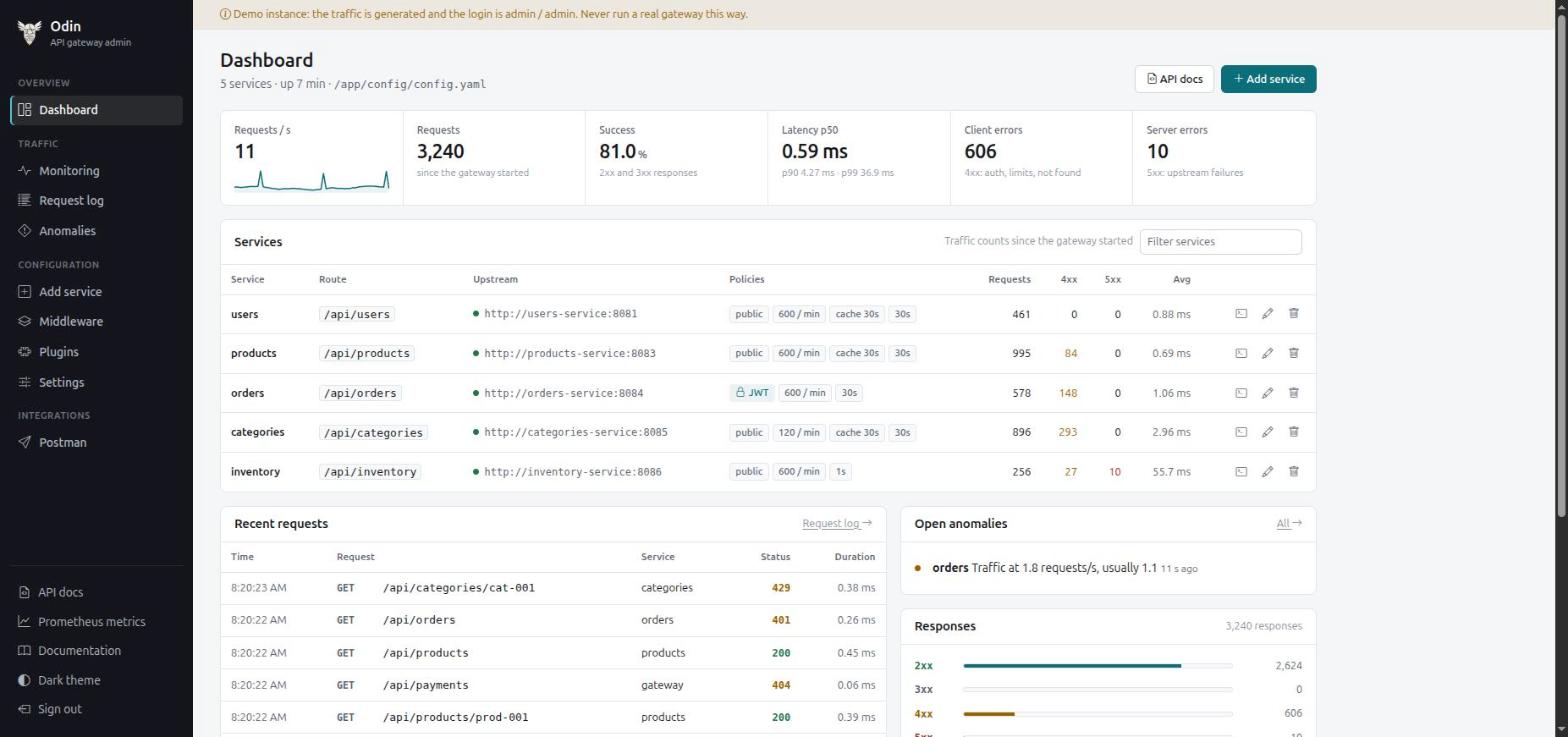 Odin
API gateway admin
OVERVIEW
Dashboard
TRAFFIC
Monitoring
Request log
Anomalies
CONFIGURATION
Add service
Middleware
Plugins
Settings
INTEGRATIONS
Postman
API docs
Prometheus metrics
Documentation
Dark theme
Sign out
Demo instance: the traffic is generated and the login is admin / admin. Never run a real gateway this way.
Dashboard
5 services · up 7 min · /app/config/config.yaml
API docs
+ Add service
Requests / s
11
Requests
3,240
since the gateway started
Success
81.0 %
2xx and 3xx responses
Latency p50
0.59 ms
p90 4.27 ms · p99 36.9 ms
Client errors
606
4xx: auth, limits, not found
Server errors
10
5xx: upstream failures
Services
Traffic counts since the gateway started
Filter services
Service Route Upstream Policies Requests 4xx 5xx Avg
users /api/users http://users-service:8081 public 600 / min cache 30s 30s 461 0 0 0.88 ms
products /api/products http://products-service:8083 public 600 / min cache 30s 30s 995 84 0 0.69 ms
orders /api/orders http://orders-service:8084 JWT 600 / min 30s 578 148 0 1.06 ms
categories /api/categories http://categories-service:8085 public 120 / min cache 30s 30s 896 293 0 2.96 ms
inventory /api/inventory http://inventory-service:8086 public 600 / min 1s 256 27 10 55.7 ms
Recent requests
Request log →
Time Request Service Status Duration
8:20:23 AM GET /api/categories/cat-001 categories 429 0.38 ms
8:20:22 AM GET /api/orders orders 401 0.26 ms
8:20:22 AM GET /api/products products 200 0.45 ms
8:20:22 AM GET /api/payments gateway 404 0.06 ms
8:20:22 AM GET /api/products/prod-001 products 200 0.39 ms
Open anomalies
All →
orders Traffic at 1.8 requests/s, usually 1.1 11 s ago
Responses
3,240 responses
2xx 2,624
3xx 0
4xx 606
5xx 10